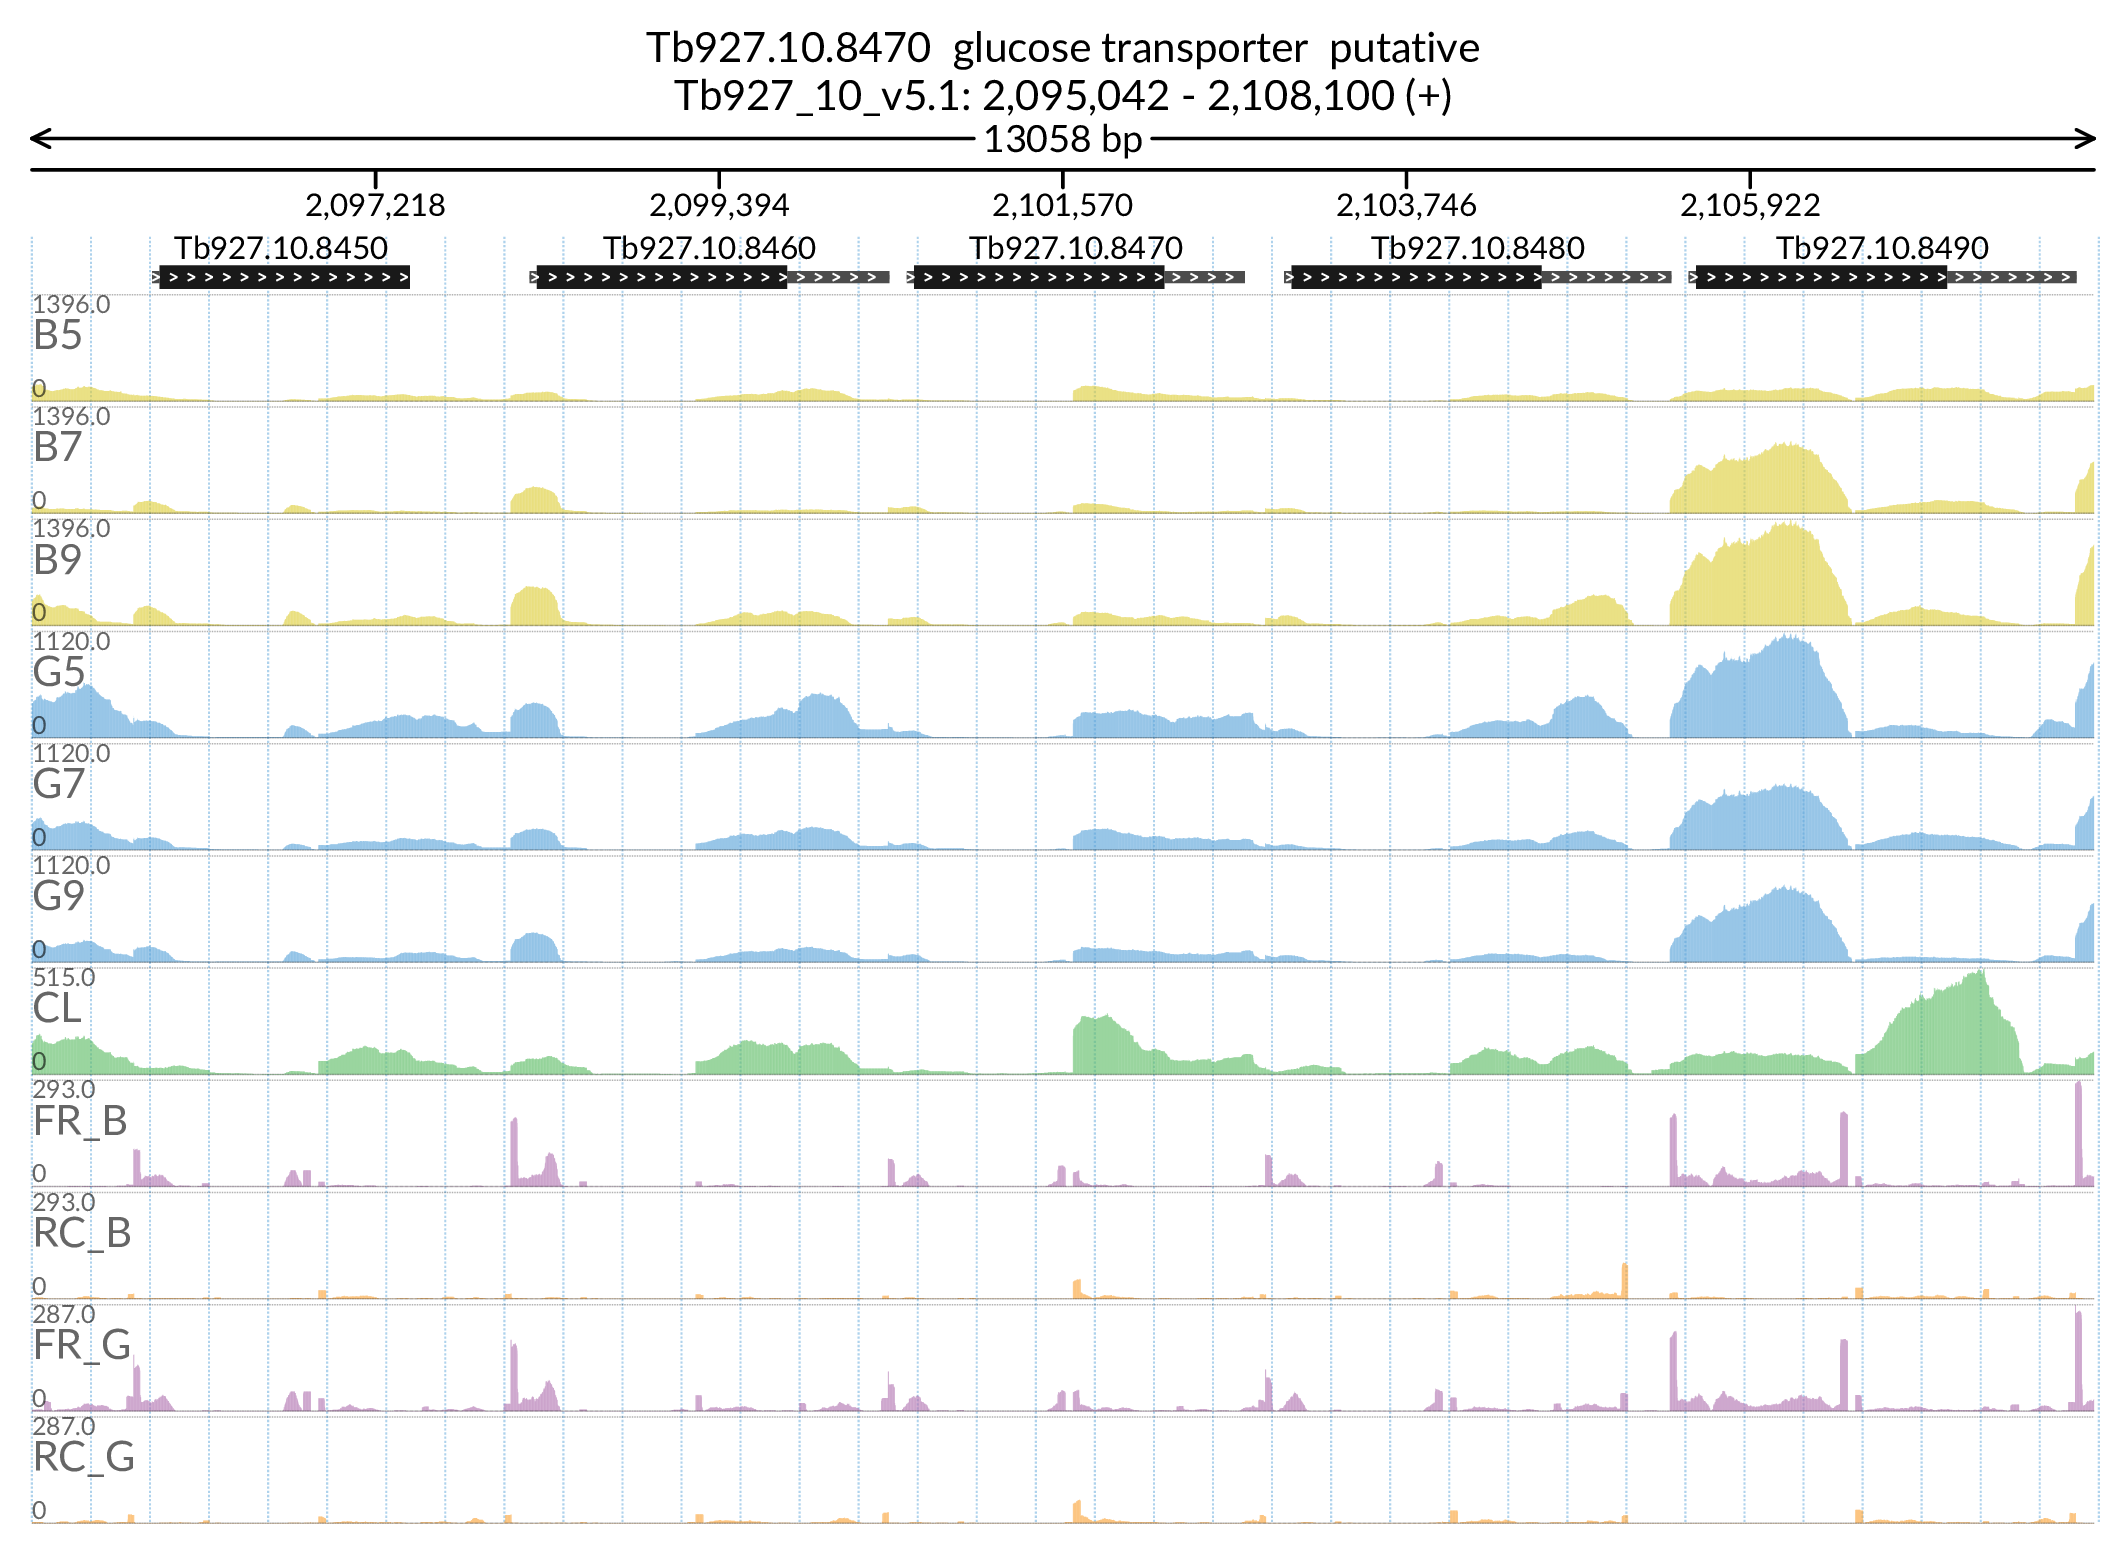 Tb927.10.8470 glucose transporter putative
Tb927_10_v5.1: 2,095,042 - 2,108,100 (+)
13058 bp
2,097,218 2,099,394 2,101,570 2,103,746 2,105,922
Tb927.10.8450 Tb927.10.8460 Tb927.10.8470 Tb927.10.8480 Tb927.10.8490
1396.0
B5
0
1396.0
B7
0
1396.0
B9
0
1120.0
G5
0
1120.0
G7
0
1120.0
G9
0
515.0
CL
0
293.0
FR_B
0
293.0
RC_B
0
287.0
FR_G
0
287.0
RC_G
0